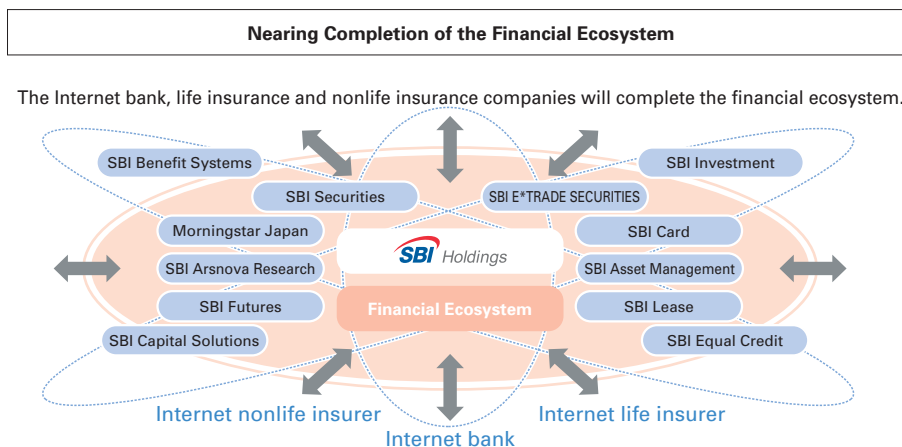 Nearing Completion of the Financial Ecosystem
The Internet bank, life insurance and nonlife insurance companies will complete the financial ecosystem.
SBI Benefit Systems
SBI Investment
SBI Securities
SBI E*TRADE SECURITIES
Morningstar Japan
SBI Card
SBI Holdings
SBI Arsnova Research
SBI Asset Management
SBI Futures
Financial Ecosystem
SBI Lease
SBI Capital Solutions
SBI Equal Credit
Internet nonlife insurer
Internet life insurer
Internet bank